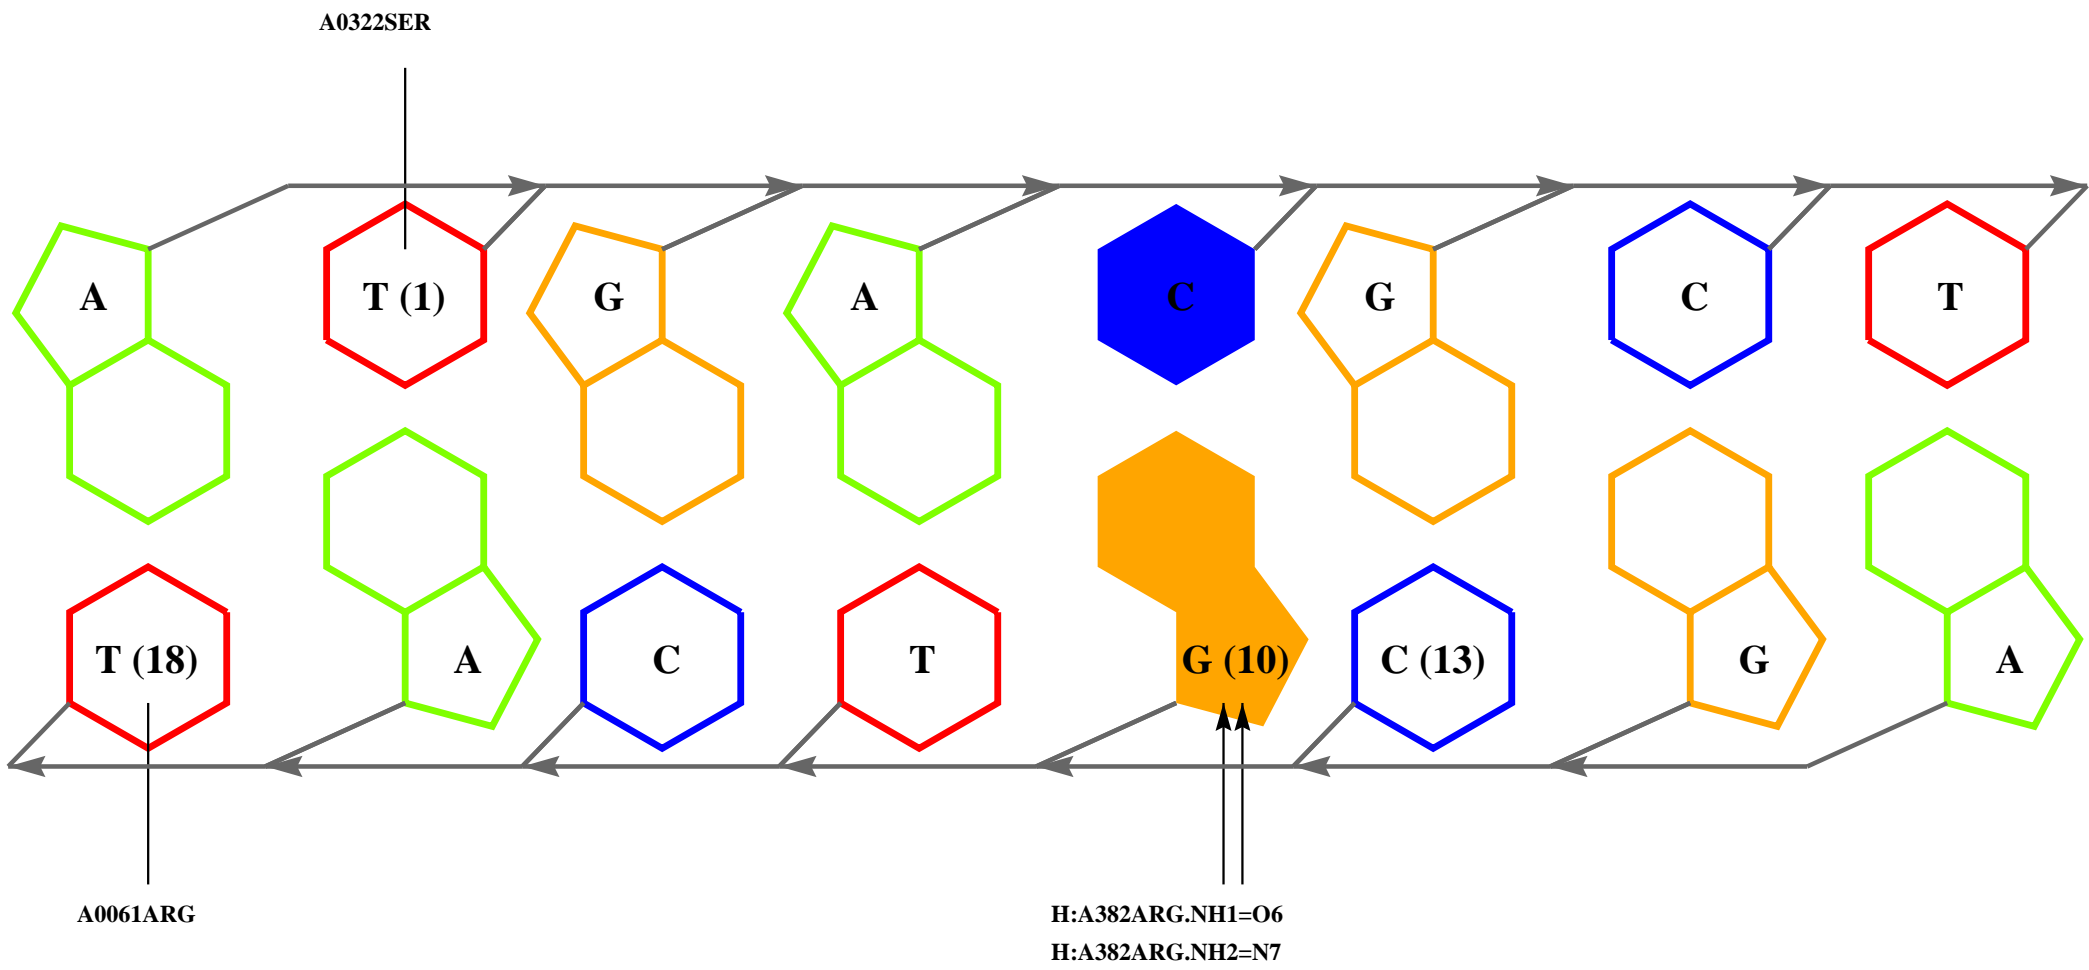 A0322SER
A T (1) G A C G C T
T (18) A C T G (10) C (13) G A
A0061ARG H:A382ARG.NH1=O6
H:A382ARG.NH2=N7